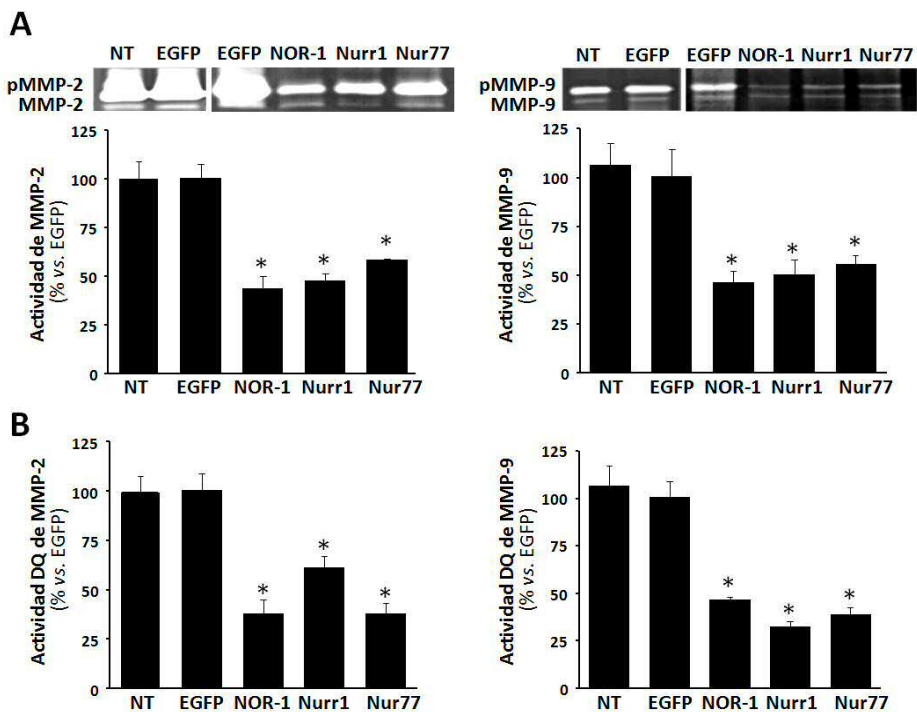 A
NT EGFP EGFP NOR-1 Nurr1 Nur77
pMMP-2
MMP-2
Actividad de MMP-2
(% vs. EGFP)
125
100
75
50
25
0
NT EGFP NOR-1 Nurr1 Nur77
* * *
NT EGFP EGFP NOR-1 Nurr1 Nur77
pMMP-9
MMP-9
Actividad de MMP-9
(% vs. EGFP)
125
100
75
50
25
0
NT EGFP NOR-1 Nurr1 Nur77
* * *
B
Actividad DQ de MMP-2
(% vs. EGFP)
125
100
75
50
25
0
NT EGFP NOR-1 Nurr1 Nur77
* * *
Actividad DQ de MMP-9
(% vs. EGFP)
125
100
75
50
25
0
NT EGFP NOR-1 Nurr1 Nur77
* * *